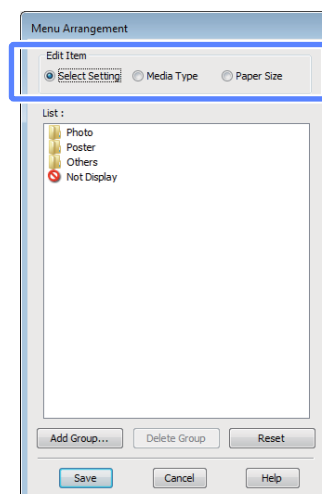 Menu Arrangement
Edit Item
Select Setting Media Type Paper Size
List :
Photo
Poster
Others
Not Display
Add Group... Delete Group Reset
Save Cancel Help